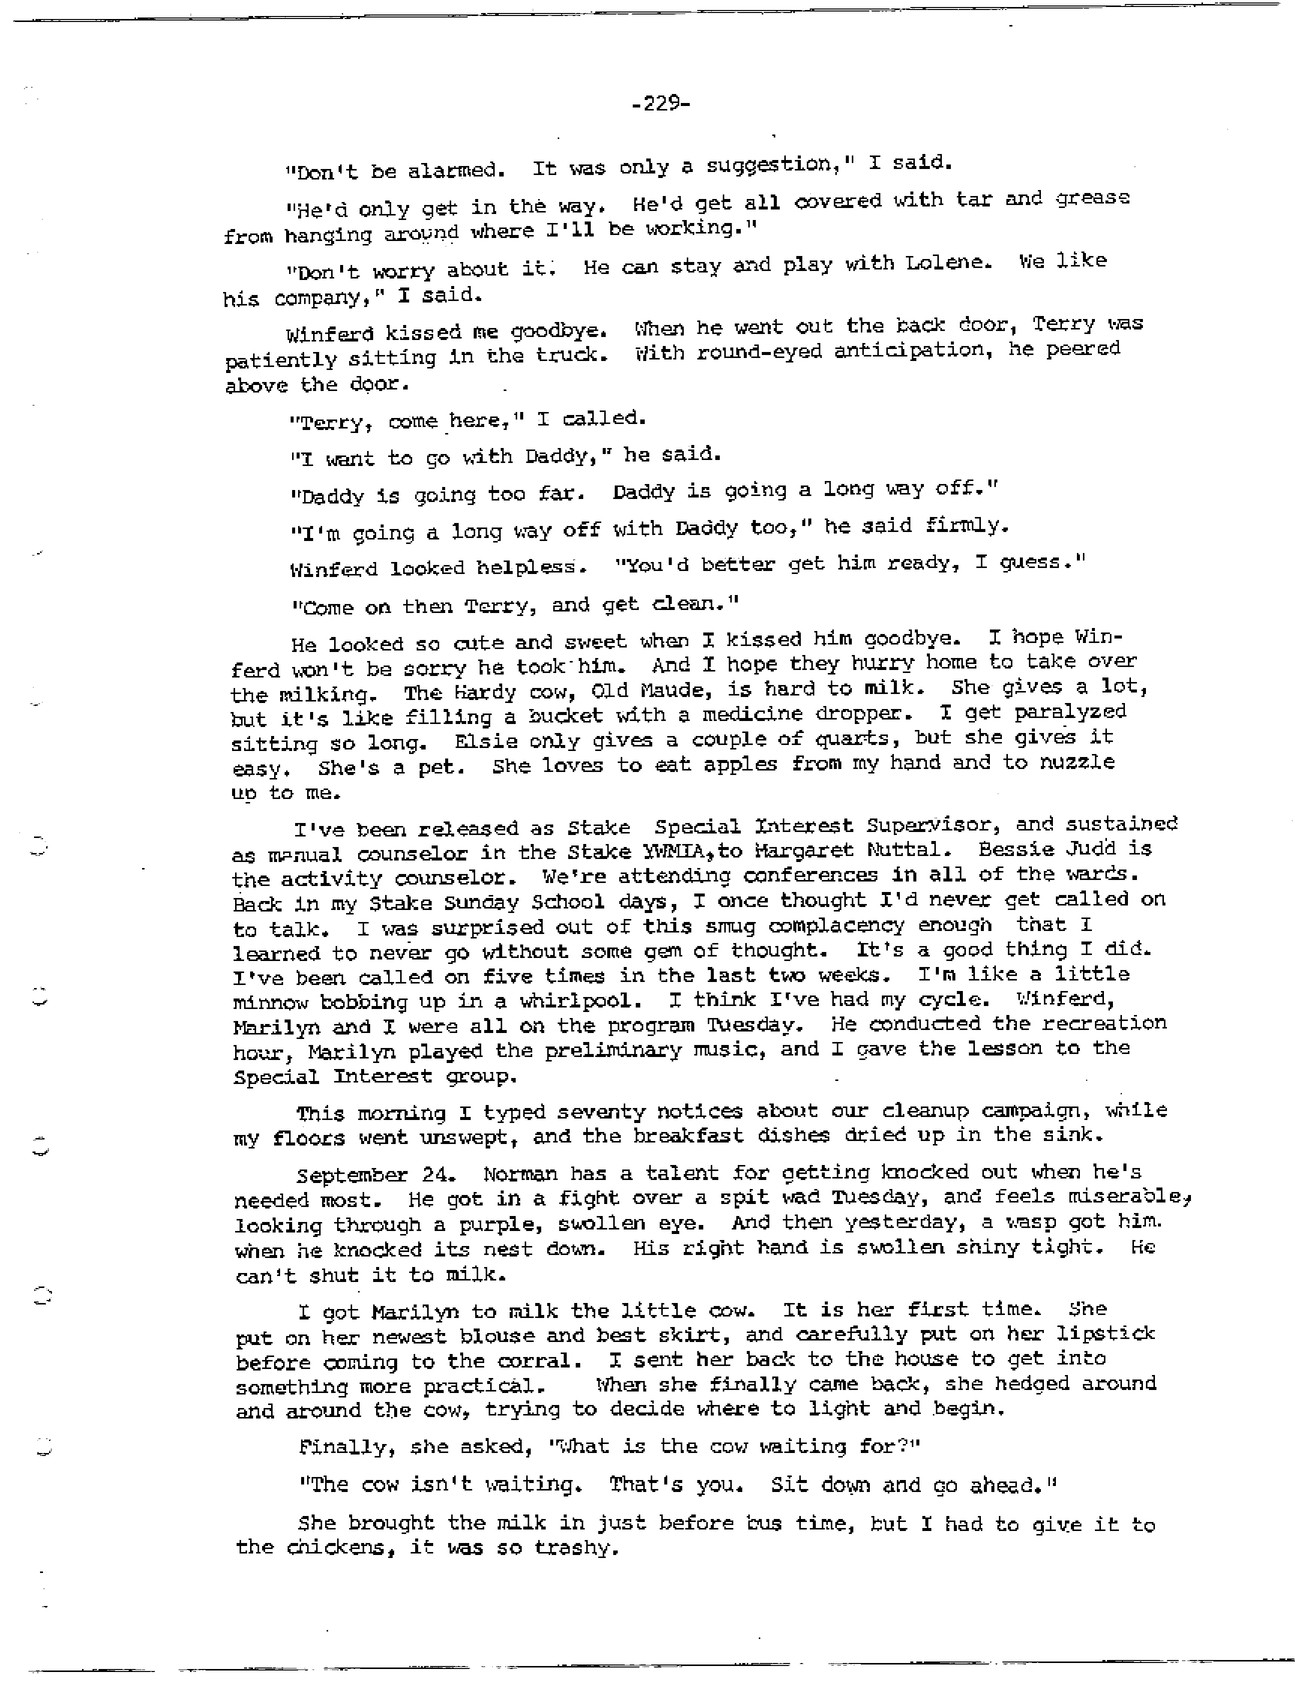 -229-
"Don't be alarmed. It was only a suggestion," I said.
"He'd only get in the way. He'd get all covered with tar and grease
from hanging around where I'll be working."
"Don't worry about it. He can stay and play with Lolene. We like
his company," I said.
Winferd kissed me goodbye. When he went out the back door, Terry was
patiently sitting in the truck. With round-eyed anticipation, he peered
above the door.
"Terry, come here," I called.
"I want to go with Daddy," he said.
"Daddy is going too far. Daddy is going a long way off."
"I'm going a long way off with Daddy too," he said firmly.
Winferd looked helpless. "You'd better get him ready, I guess."
"Come on then Terry, and get clean."
He looked so cute and sweet when I kissed him goodbye. I hope Win-
ferd won't be sorry he took him. And I hope they hurry home to take over
the milking. The Hardy cow, Old Maude, is hard to milk. She gives a lot,
but it's like filling a bucket with a medicine dropper. I get paralyzed
sitting so long. Elsie only gives a couple of quarts, but she gives it
easy. She's a pet. She loves to eat apples from my hand and to nuzzle
up to me.
I've been released as Stake Special Interest Supervisor, and sustained
as manual counselor in the Stake YWMIA,to Margaret Nuttal. Bessie Judd is
the activity counselor. We're attending conferences in all of the wards.
Back in my Stake Sunday School days, I once thought I'd never get called on
to talk. I was surprised out of this smug complacency enough that I
learned to never go without some gem of thought. It's a good thing I did.
I've been called on five times in the last two weeks. I'm like a little
minnow bobbing up in a whirlpool. I think I've had my cycle. Winferd,
Marilyn and I were all on the program Tuesday. He conducted the recreation
hour, Marilyn played the preliminary music, and I gave the lesson to the
Special Interest group.
This morning I typed seventy notices about our cleanup campaign, while
my floors went unswept, and the breakfast dishes dried up in the sink.
September 24. Norman has a talent for getting knocked out when he's
needed most. He got in a fight over a spit wad Tuesday, and feels miserable,
looking through a purple, swollen eye. And then yesterday, a wasp got him.
when he knocked its nest down. His right hand is swollen shiny tight. He
can't shut it to milk.
I got Marilyn to milk the little cow. It is her first time. She
put on her newest blouse and best skirt, and carefully put on her lipstick
before coming to the corral. I sent her back to the house to get into
something more practical. When she finally came back, she hedged around
and around the cow, trying to decide where to light and begin.
Finally, she asked, "What is the cow waiting for?"
"The cow isn't waiting. That's you. Sit down and go ahead."
She brought the milk in just before bus time, but I had to give it to
the chickens, it was so trashy.